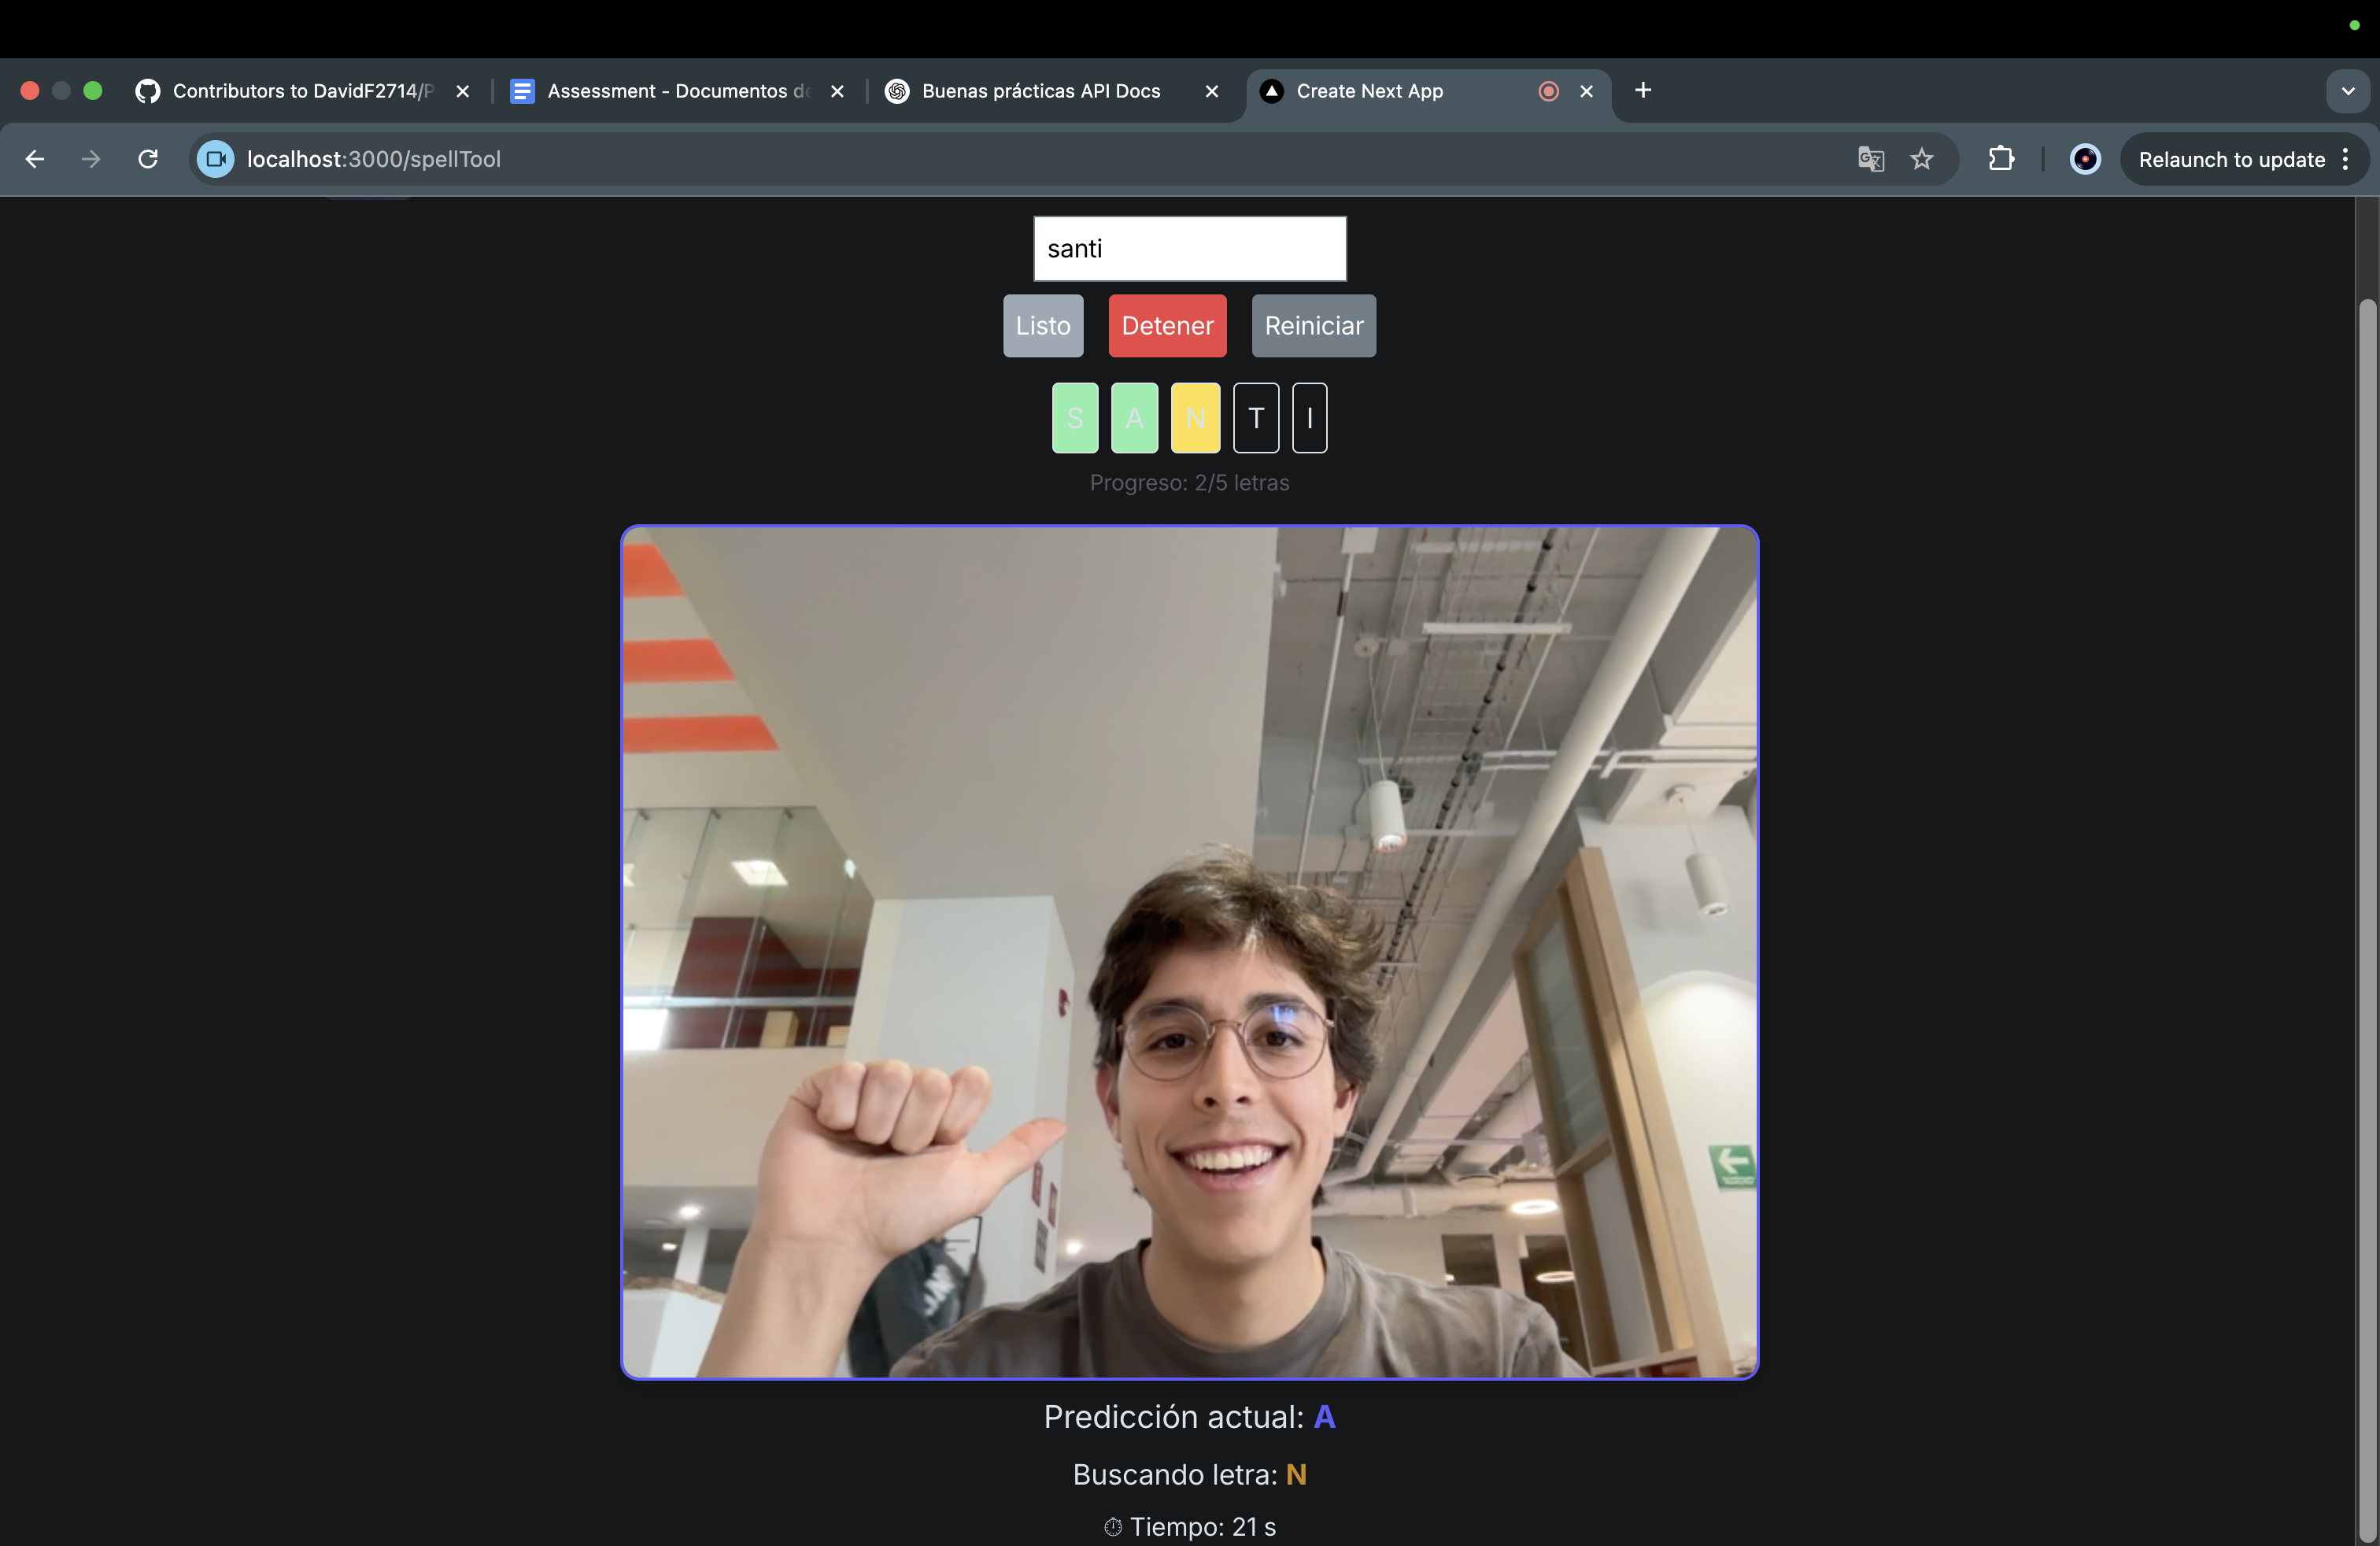 Contributors to DavidF2714/P
Assessment - Documentos de
Buenas prácticas API Docs
Create Next App
localhost:3000/spellTool
Relaunch to update
santi
Listo Detener Reiniciar
S A N T I
Progreso: 2/5 letras
Predicción actual: A
Buscando letra: N
Tiempo: 21 s